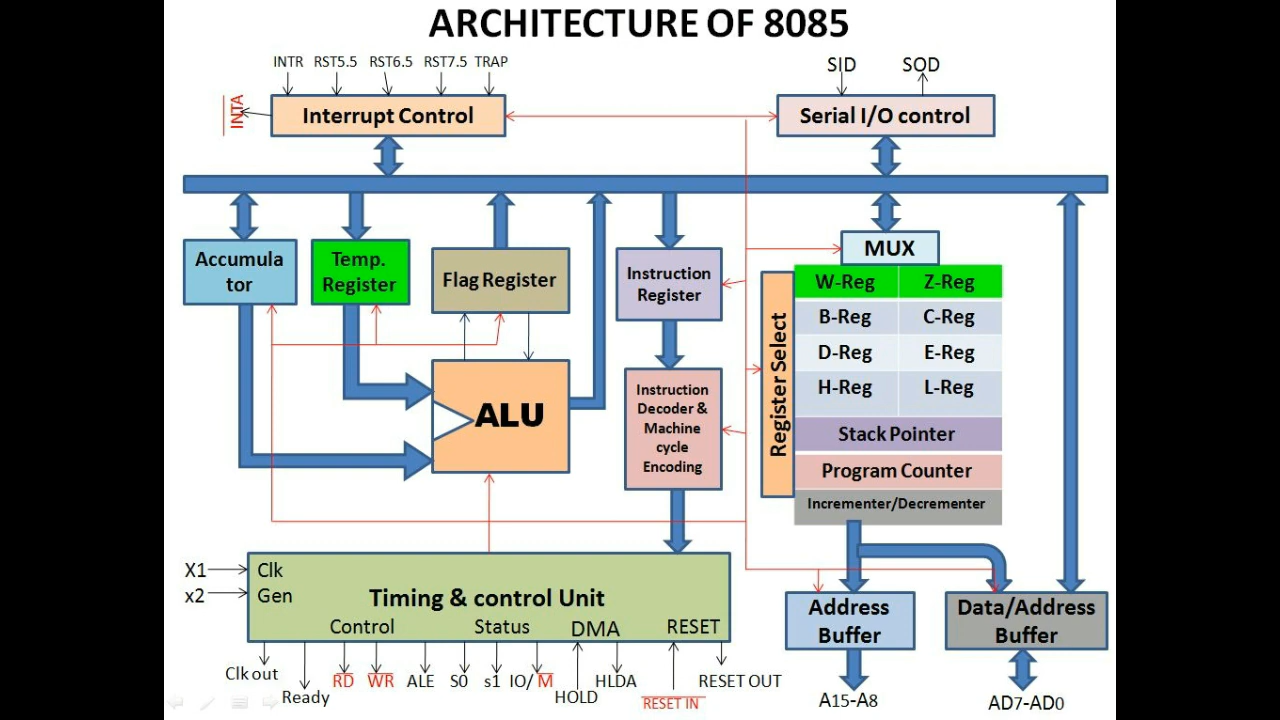 ARCHITECTURE OF 8085
INTR RST5.5 RST6.5 RST7.5 TRAP
SID SOD
INTA
Interrupt Control
Serial I/O control
Accumula
tor
Temp.
Register
Flag Register
Instruction
Register
MUX
W-Reg Z-Reg
B-Reg C-Reg
D-Reg E-Reg
H-Reg L-Reg
Register Select
Stack Pointer
Program Counter
Incrementer/Decrementer
ALU
Instruction
Decoder &
Machine
cycle
Encoding
X1
x2
Clk
Gen
Timing & control Unit
Control Status DMA RESET
Address
Buffer
Data/Address
Buffer
Clk out
Ready
RD WR ALE S0 s1 IO/ M
HOLD
HLDA
RESET IN
RESET OUT
A15-A8
AD7-AD0